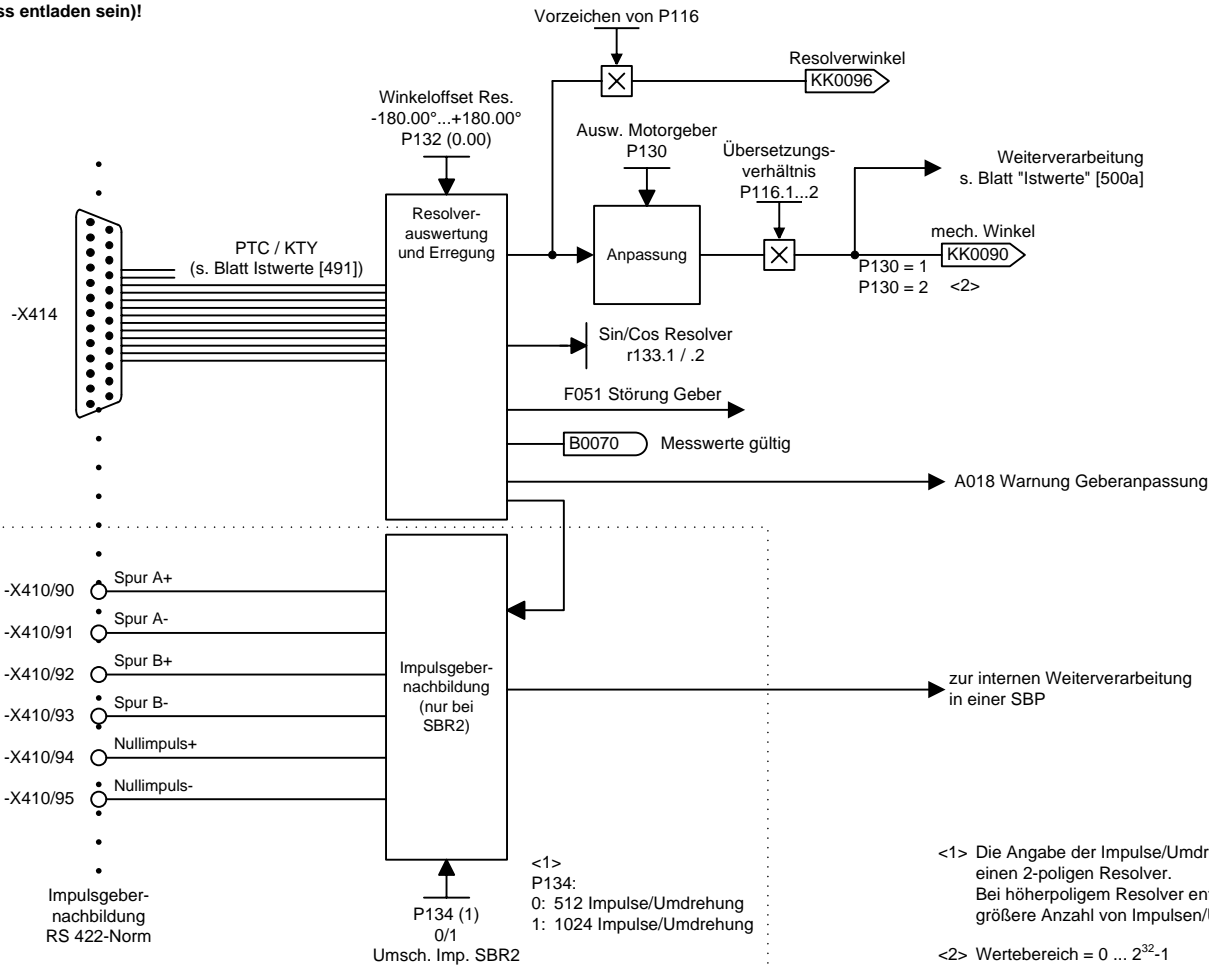 ss entladen sein)!
Vorzeichen von P116
Resolverwinkel
KK0096
Winkeloffset Res.
-180.00°...+180.00°
P132 (0.00)
Ausw. Motorgeber
P130
Übersetzungs-
verhältnis
P116.1...2
Weiterverarbeitung
s. Blatt "Istwerte" [500a]
Resolver-
auswertung
und Erregung
PTC / KTY
(s. Blatt Istwerte [491])
Anpassung
mech. Winkel
KK0090
P130 = 1
P130 = 2 <2>
-X414
Sin/Cos Resolver
r133.1 / .2
F051 Störung Geber
B0070 Messwerte gültig
A018 Warnung Geberanpassung
-X410/90 Spur A+
-X410/91 Spur A-
-X410/92 Spur B+
-X410/93 Spur B-
-X410/94 Nullimpuls+
-X410/95 Nullimpuls-
Impulsgeber-
nachbildung
(nur bei
SBR2)
zur internen Weiterverarbeitung
in einer SBP
Impulsgeber-
nachbildung
RS 422-Norm
P134 (1)
0/1
Umsch. Imp. SBR2
<1>
P134:
0: 512 Impulse/Umdrehung
1: 1024 Impulse/Umdrehung
<1> Die Angabe der Impulse/Umdr
einen 2-poligen Resolver.
Bei höherpoligem Resolver ent
größere Anzahl von Impulsen/
<2> Wertebereich = 0 ... 2³²-1